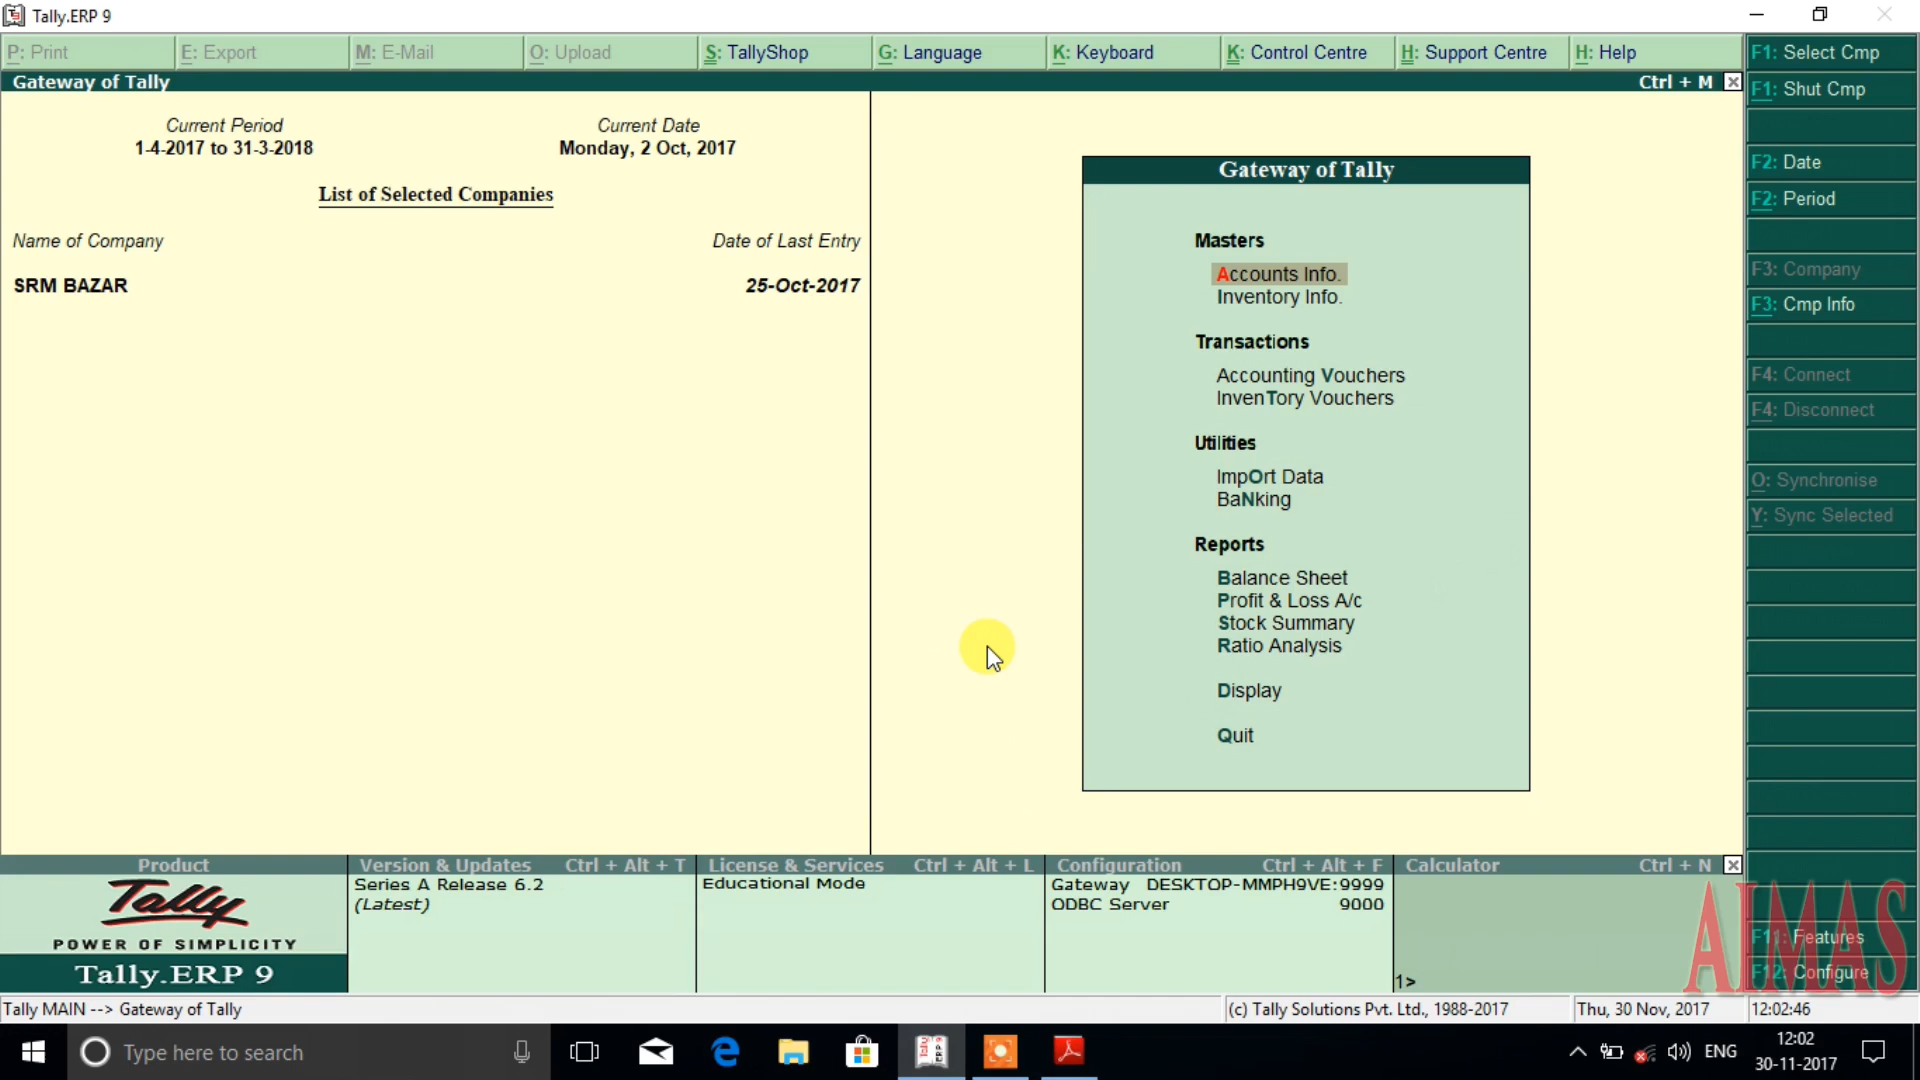 Tally.ERP 9
P: Print
E: Export
M: E-Mail
O: Upload
S: TallyShop
G: Language
K: Keyboard
K: Control Centre
H: Support Centre
H: Help
Gateway of Tally
Ctrl + M
Current Period
1-4-2017 to 31-3-2018
Current Date
Monday, 2 Oct, 2017
List of Selected Companies
Name of Company
Date of Last Entry
SRM BAZAR
25-Oct-2017
Gateway of Tally
Masters
Accounts Info.
Inventory Info.
Transactions
Accounting Vouchers
InvenTory Vouchers
Utilities
ImpOrt Data
BaNking
Reports
Balance Sheet
Profit & Loss A/c
Stock Summary
Ratio Analysis
Display
Quit
F1: Select Cmp
F1: Shut Cmp
F2: Date
F2: Period
F3: Company
F3: Cmp Info
F4: Connect
F4: Disconnect
O: Synchronise
Y: Sync Selected
F11: Features
F12: Configure
AIMAS
Product
Tally
POWER OF SIMPLICITY
Tally.ERP 9
Version & Updates Ctrl + Alt + T
Series A Release 6.2
(Latest)
License & Services Ctrl + Alt + L
Educational Mode
Configuration Ctrl + Alt + F
Gateway DESKTOP-MMPH9VE:9999
ODBC Server 9000
Calculator Ctrl + N
1>
Tally MAIN --> Gateway of Tally
(c) Tally Solutions Pvt. Ltd., 1988-2017
Thu, 30 Nov, 2017
12:02:46
Type here to search
ENG
12:02
30-11-2017